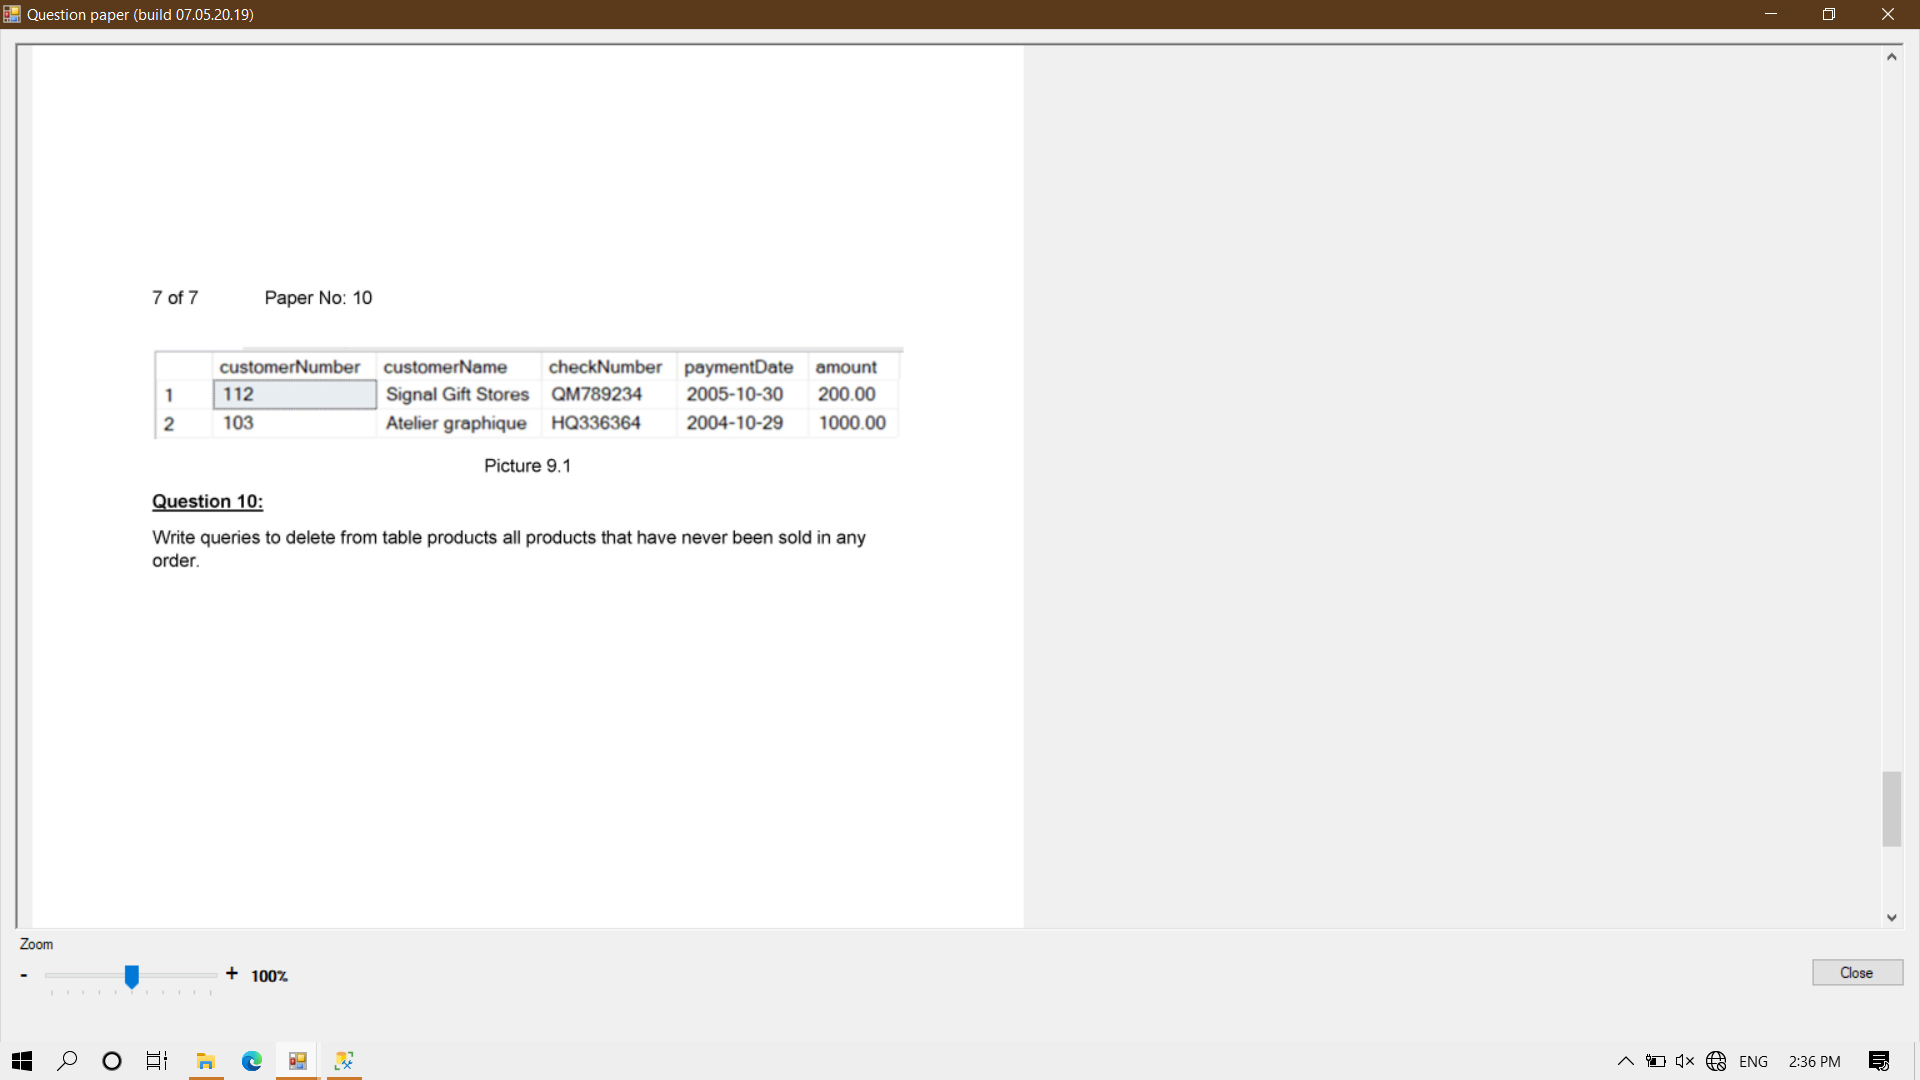 Question paper (build 07.05.20.19)
7 of 7 Paper No: 10
customerNumber customerName checkNumber paymentDate amount
1 112 Signal Gift Stores QM789234 2005-10-30 200.00
2 103 Atelier graphique HQ336364 2004-10-29 1000.00
Picture 9.1
Question 10:
Write queries to delete from table products all products that have never been sold in any
order.
Zoom
- + 100%
Close
ENG 2:36 PM